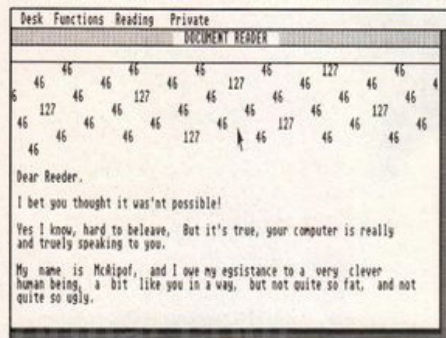 Desk Functions Reading Private
DOCUMENT READER
46 46 46 46 127 46
46 46 46 127 46 46 4
6 46 127 46 46 46 46
127 46 46 46 46 127
46 46 46 46 127 46 46
46 46 127 46 46 46
46
Dear Reeder.
I bet you thought it was'nt possible!
Yes I know, hard to beleave, But it's true, your computer is really
and truely speaking to you.
My name is McRipof, and I owe my egsistance to a very clever
human being, a bit like you in a way, but not quite so fat, and not
quite so ugly.